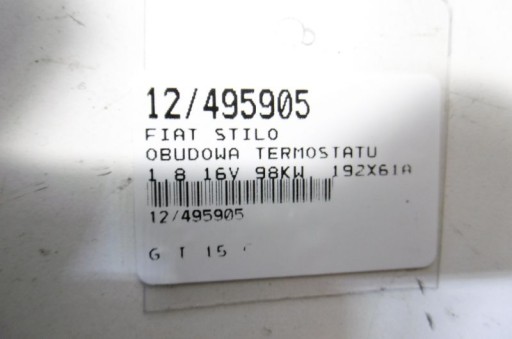 12/495905
FIAT STILO
OBUDOWA TERMOSTATU
1 8 16V 98KW 192X61A
12/495905
G T 15